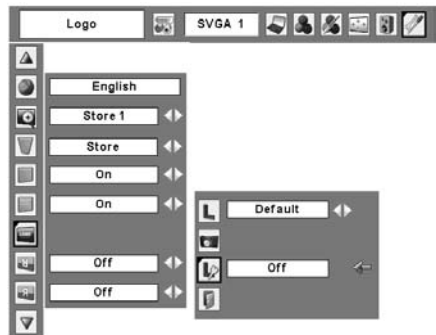 Logo
SVGA 1
English
Store 1
Store
On
On
Default
Off
Off
Off